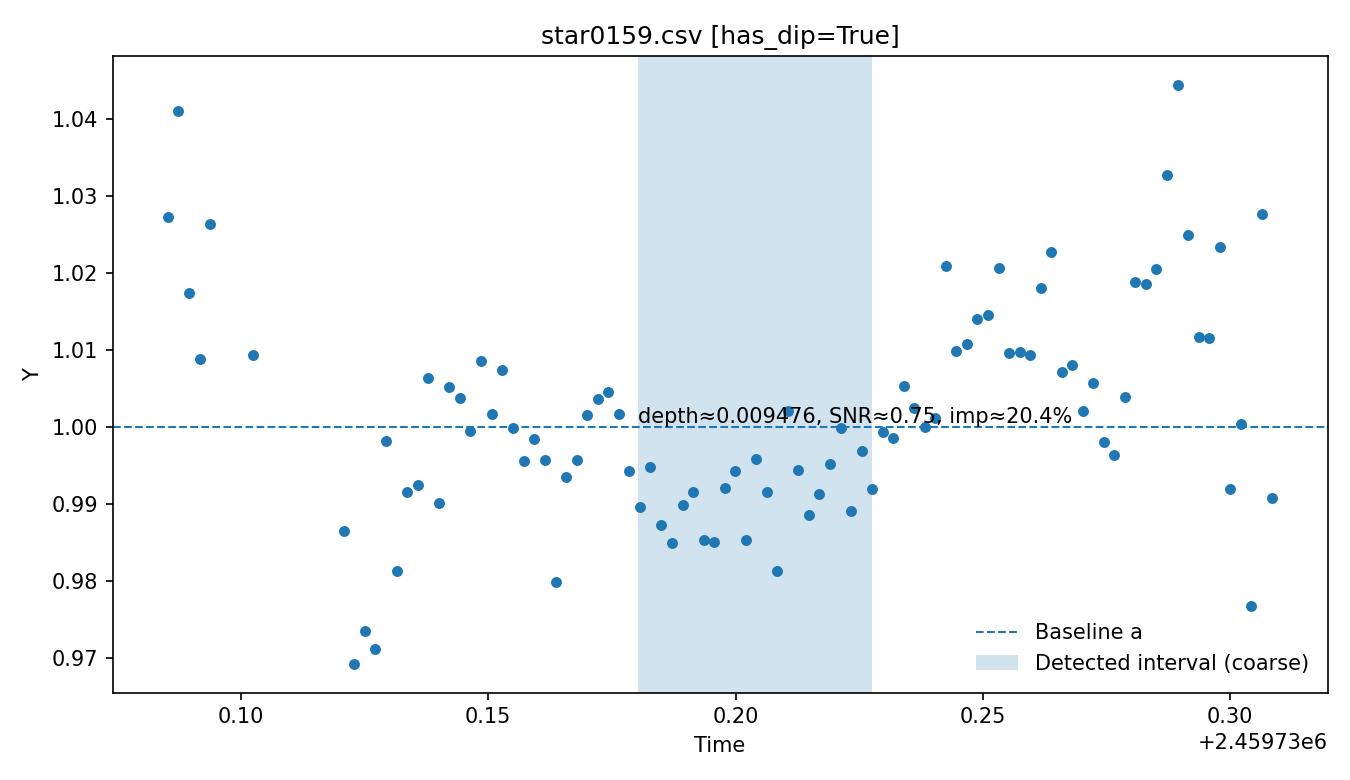 star0159.csv [has_dip=True]
1.04
1.03
1.02
1.01
1.00
0.99
0.98
0.97
Y
depth≈0.009476, SNR≈0.75, imp≈20.4%
Baseline a
Detected interval (coarse)
0.10 0.15 0.20 0.25 0.30
Time
+2.45973e6